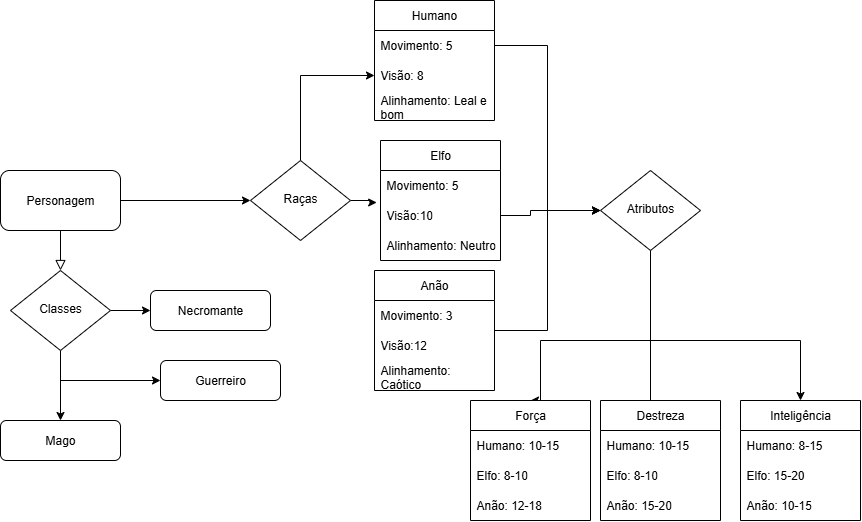 Humano
Movimento: 5
Visão: 8
Alinhamento: Leal e
bom
Elfo
Movimento: 5
Visão:10
Alinhamento: Neutro
Personagem
Raças
Atributos
Anão
Movimento: 3
Visão:12
Alinhamento:
Caótico
Classes
Necromante
Guerreiro
Mago
Força
Humano: 10-15
Elfo: 8-10
Anão: 12-18
Destreza
Humano: 10-15
Elfo: 8-10
Anão: 15-20
Inteligência
Humano: 8-15
Elfo: 15-20
Anão: 10-15